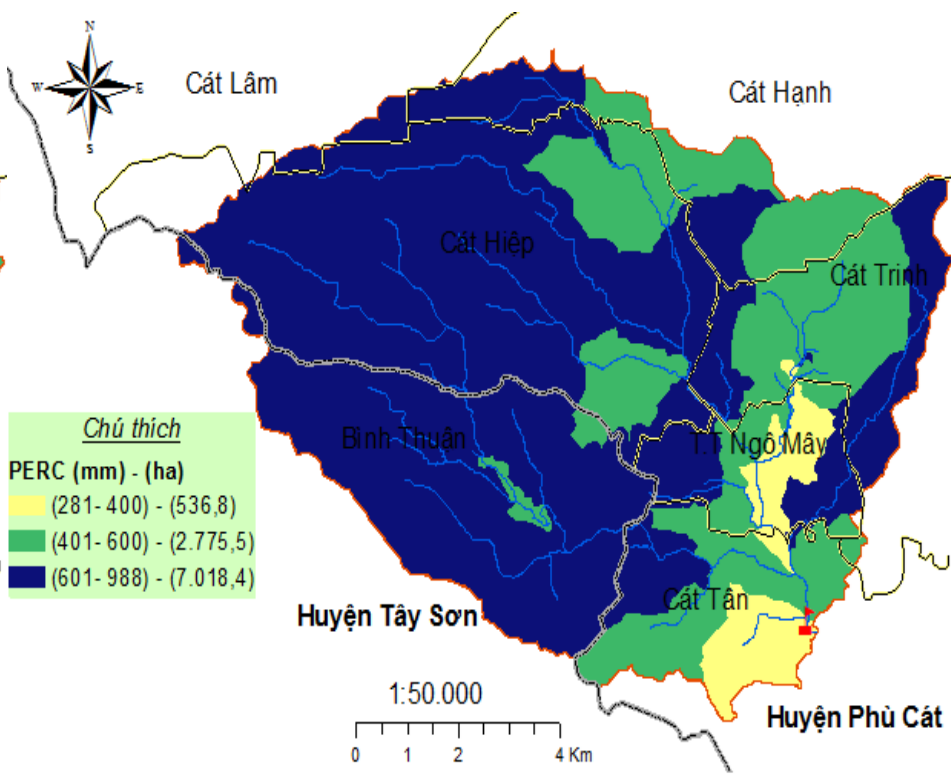 N
W E
S
Cát Lâm
Cát Hạnh
Cát Hiệp
Cát Trinh
Bình Thuận
T.T Ngô Mây
Cát Tân
Chú thích
PERC (mm) - (ha)
(281- 400) - (536,8)
(401- 600) - (2.775,5)
(601- 988) - (7.018,4)
Huyện Tây Sơn
Huyện Phù Cát
1:50.000
0 1 2 4 Km